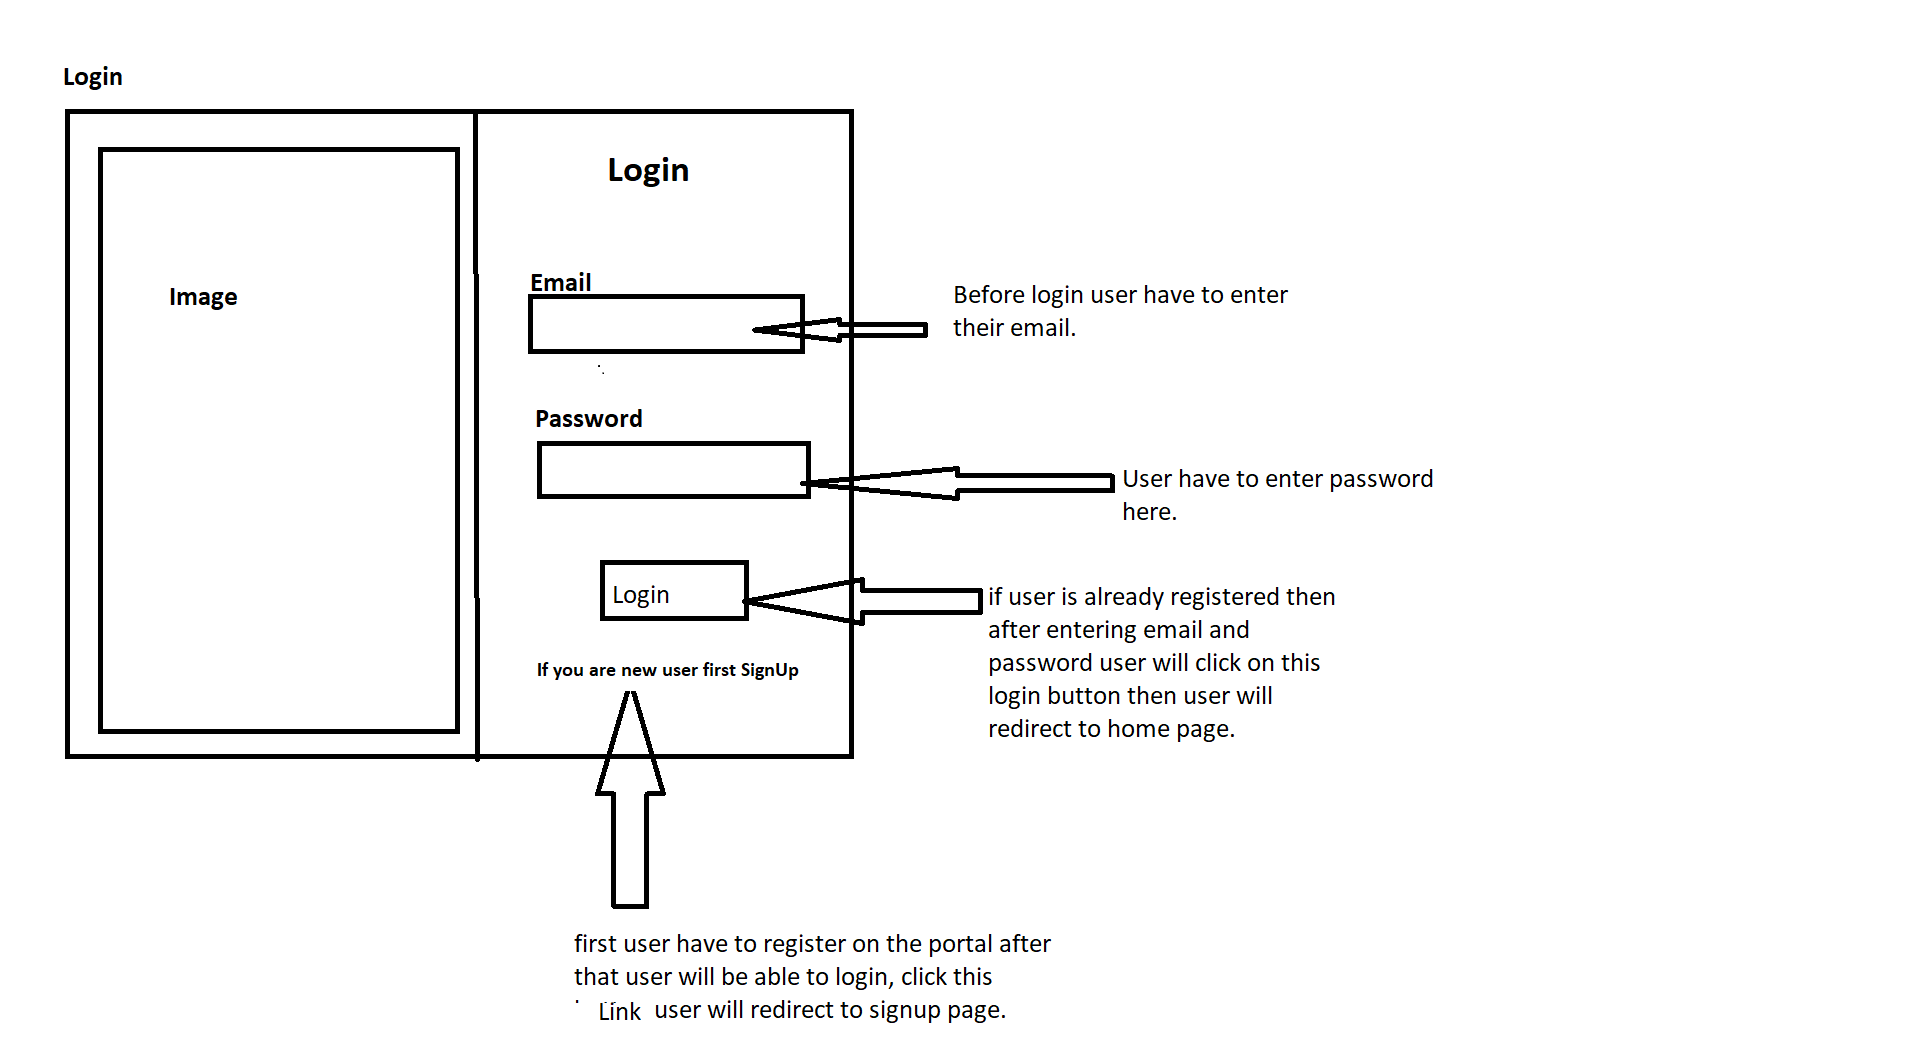 Login
Image
Login
Email
Before login user have to enter
their email.
Password
User have to enter password
here.
Login
if user is already registered then
after entering email and
password user will click on this
login button then user will
redirect to home page.
If you are new user first SignUp
first user have to register on the portal after
that user will be able to login, click this
Link user will redirect to signup page.